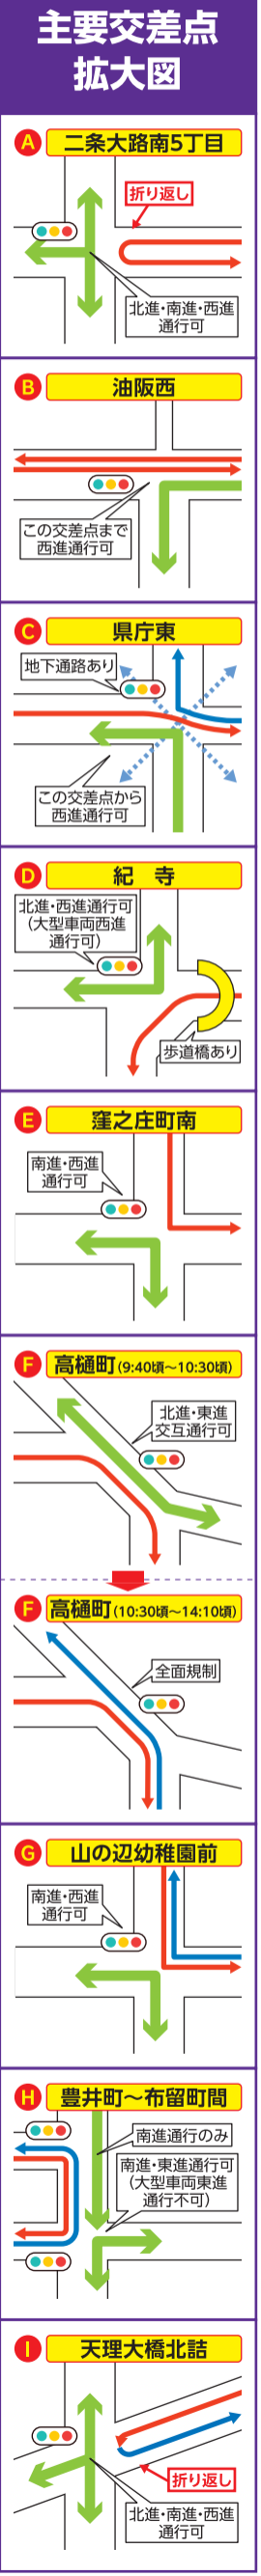 主要交差点
拡大図
A 二条大路南5丁目
折り返し
北進・南進・西進
通行可
B 油阪西
この交差点まで
西進通行可
C 県庁東
地下通路あり
この交差点から
西進通行可
D 紀 寺
北進・西進通行可
(大型車両西進
通行可)
歩道橋あり
E 窪之庄町南
南進・西進
通行可
F 高樋町(9:40頃～10:30頃)
北進・東進
交互通行可
F 高樋町(10:30頃～14:10頃)
全面規制
G 山の辺幼稚園前
南進・西進
通行可
H 豊井町～布留町間
南進通行のみ
南進・東進通行可
(大型車両東進
通行不可)
I 天理大橋北詰
折り返し
北進・南進・西進
通行可